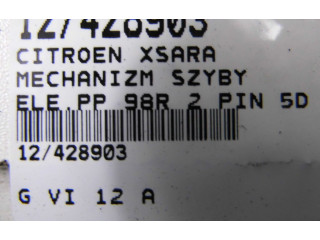 12/428903
CITROEN XSARA
MECHANIZM SZYBY
ELE.PP 98R 2 PIN 5D
12/428903
G VI 12 A